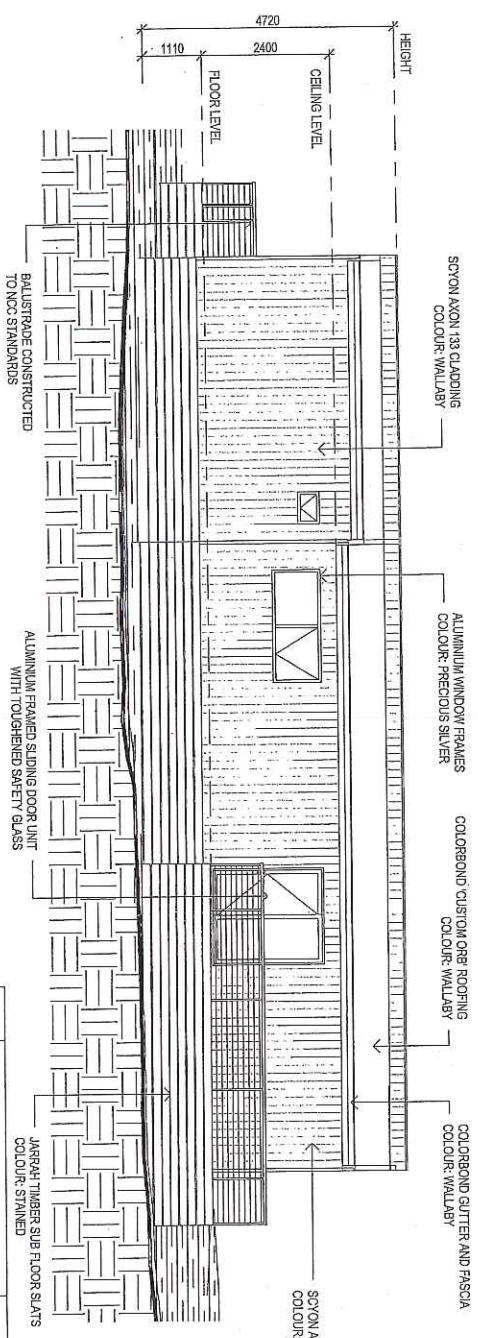 4720
1110
2400
HEIGHT
CEILING LEVEL
FLOOR LEVEL
SCYON AXON 133 CLADDING
COLOUR: WALLABY
ALUMINIUM WINDOW FRAMES
COLOUR: PRECIOUS SILVER
COLORBOND 'CUSTOM ORB' ROOFING
COLOUR: WALLABY
COLORBOND GUTTER AND FASCIA
COLOUR: WALLABY
SCYON A
COLOUR
BALUSTRADE CONSTRUCTED
TO NCC STANDARDS
ALUMINIUM FRAMED SLIDING DOOR UNIT
WITH TOUGHENED SAFETY GLASS
JARRAH TIMBER SUB FLOOR SLATS
COLOUR: STAINED